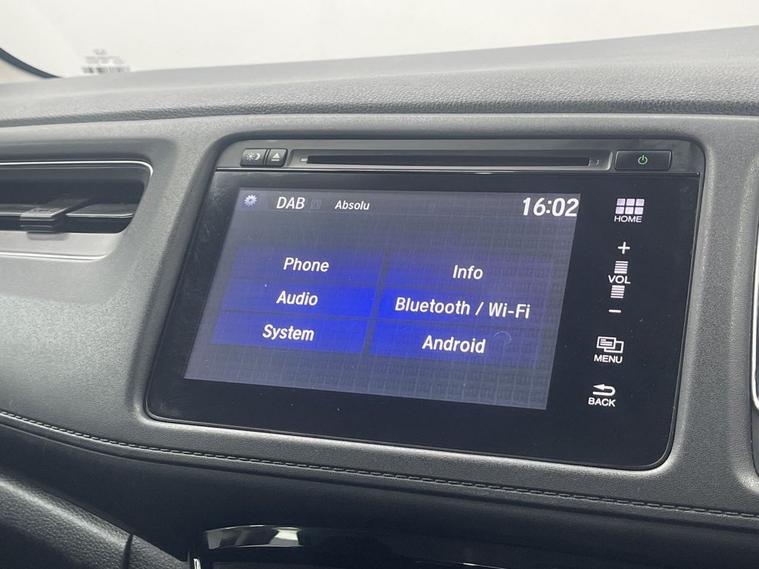 DAB Absolu 16:02
Phone Info
Audio Bluetooth / Wi-Fi
System Android
HOME
+
VOL
−
MENU
BACK